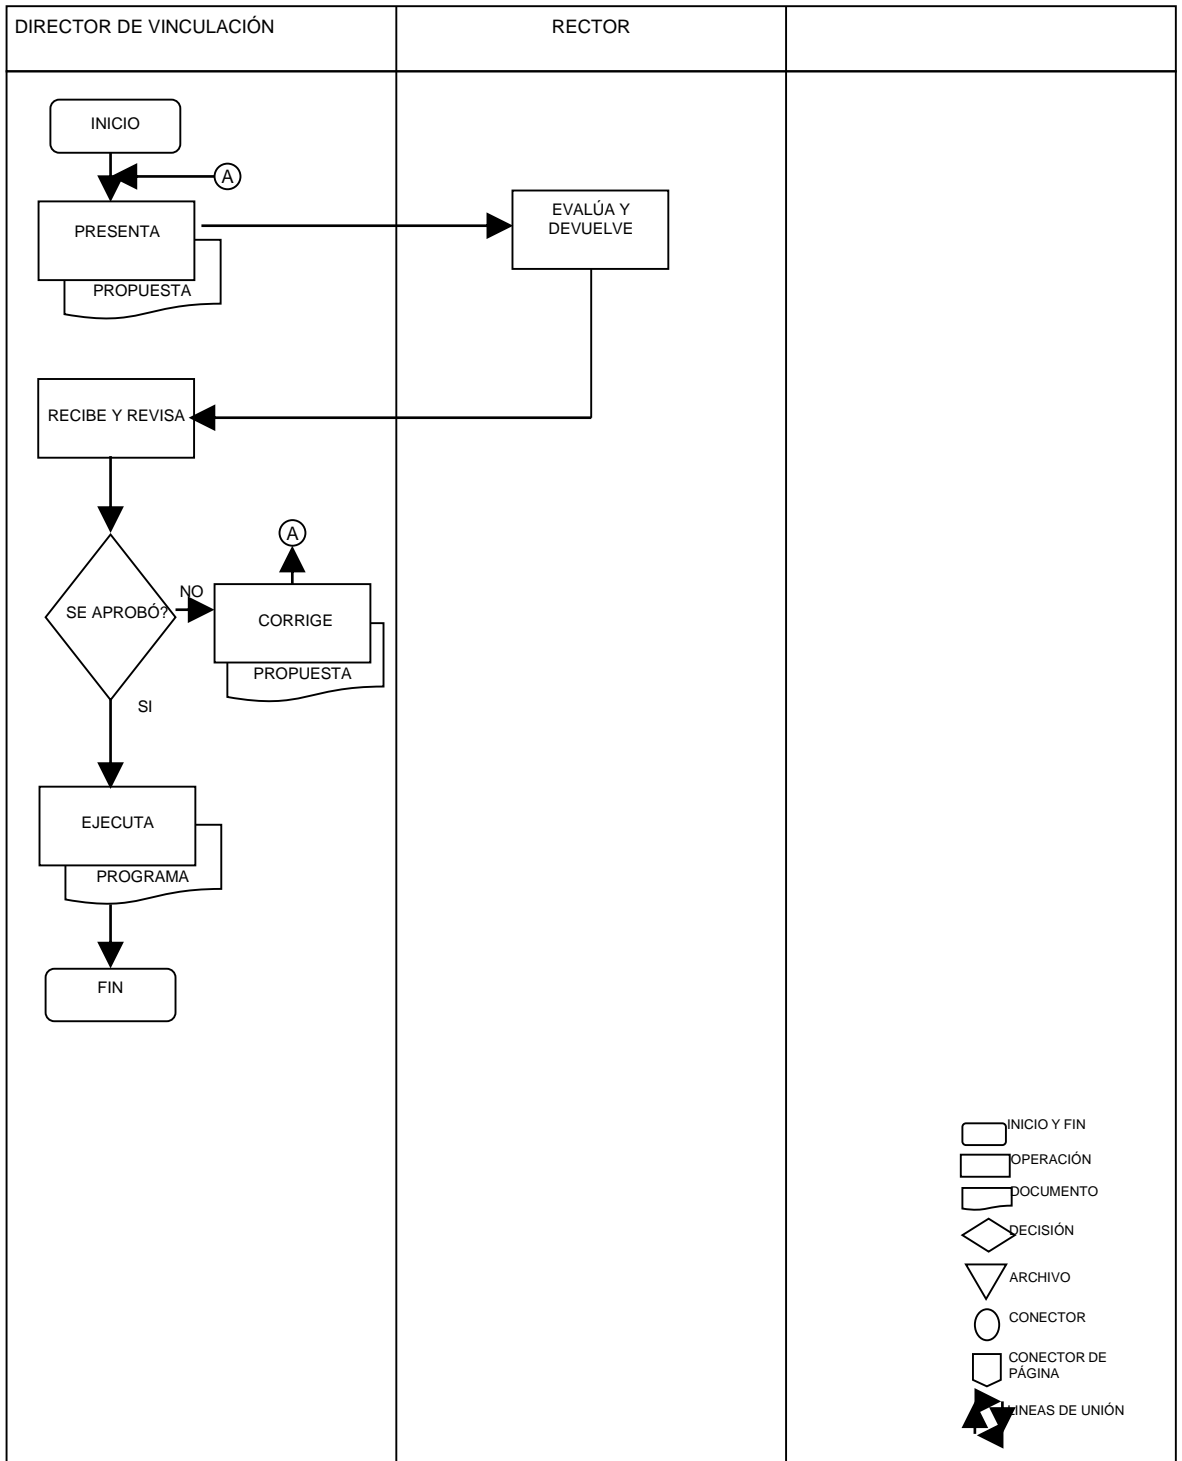 DIRECTOR DE VINCULACIÓN
RECTOR
INICIO
A
PRESENTA
PROPUESTA
EVALÚA Y
DEVUELVE
RECIBE Y REVISA
A
SE APROBÓ?
NO
CORRIGE
PROPUESTA
SI
EJECUTA
PROGRAMA
FIN
INICIO Y FIN
OPERACIÓN
DOCUMENTO
DECISIÓN
ARCHIVO
CONECTOR
CONECTOR DE
PÁGINA
LINEAS DE UNIÓN